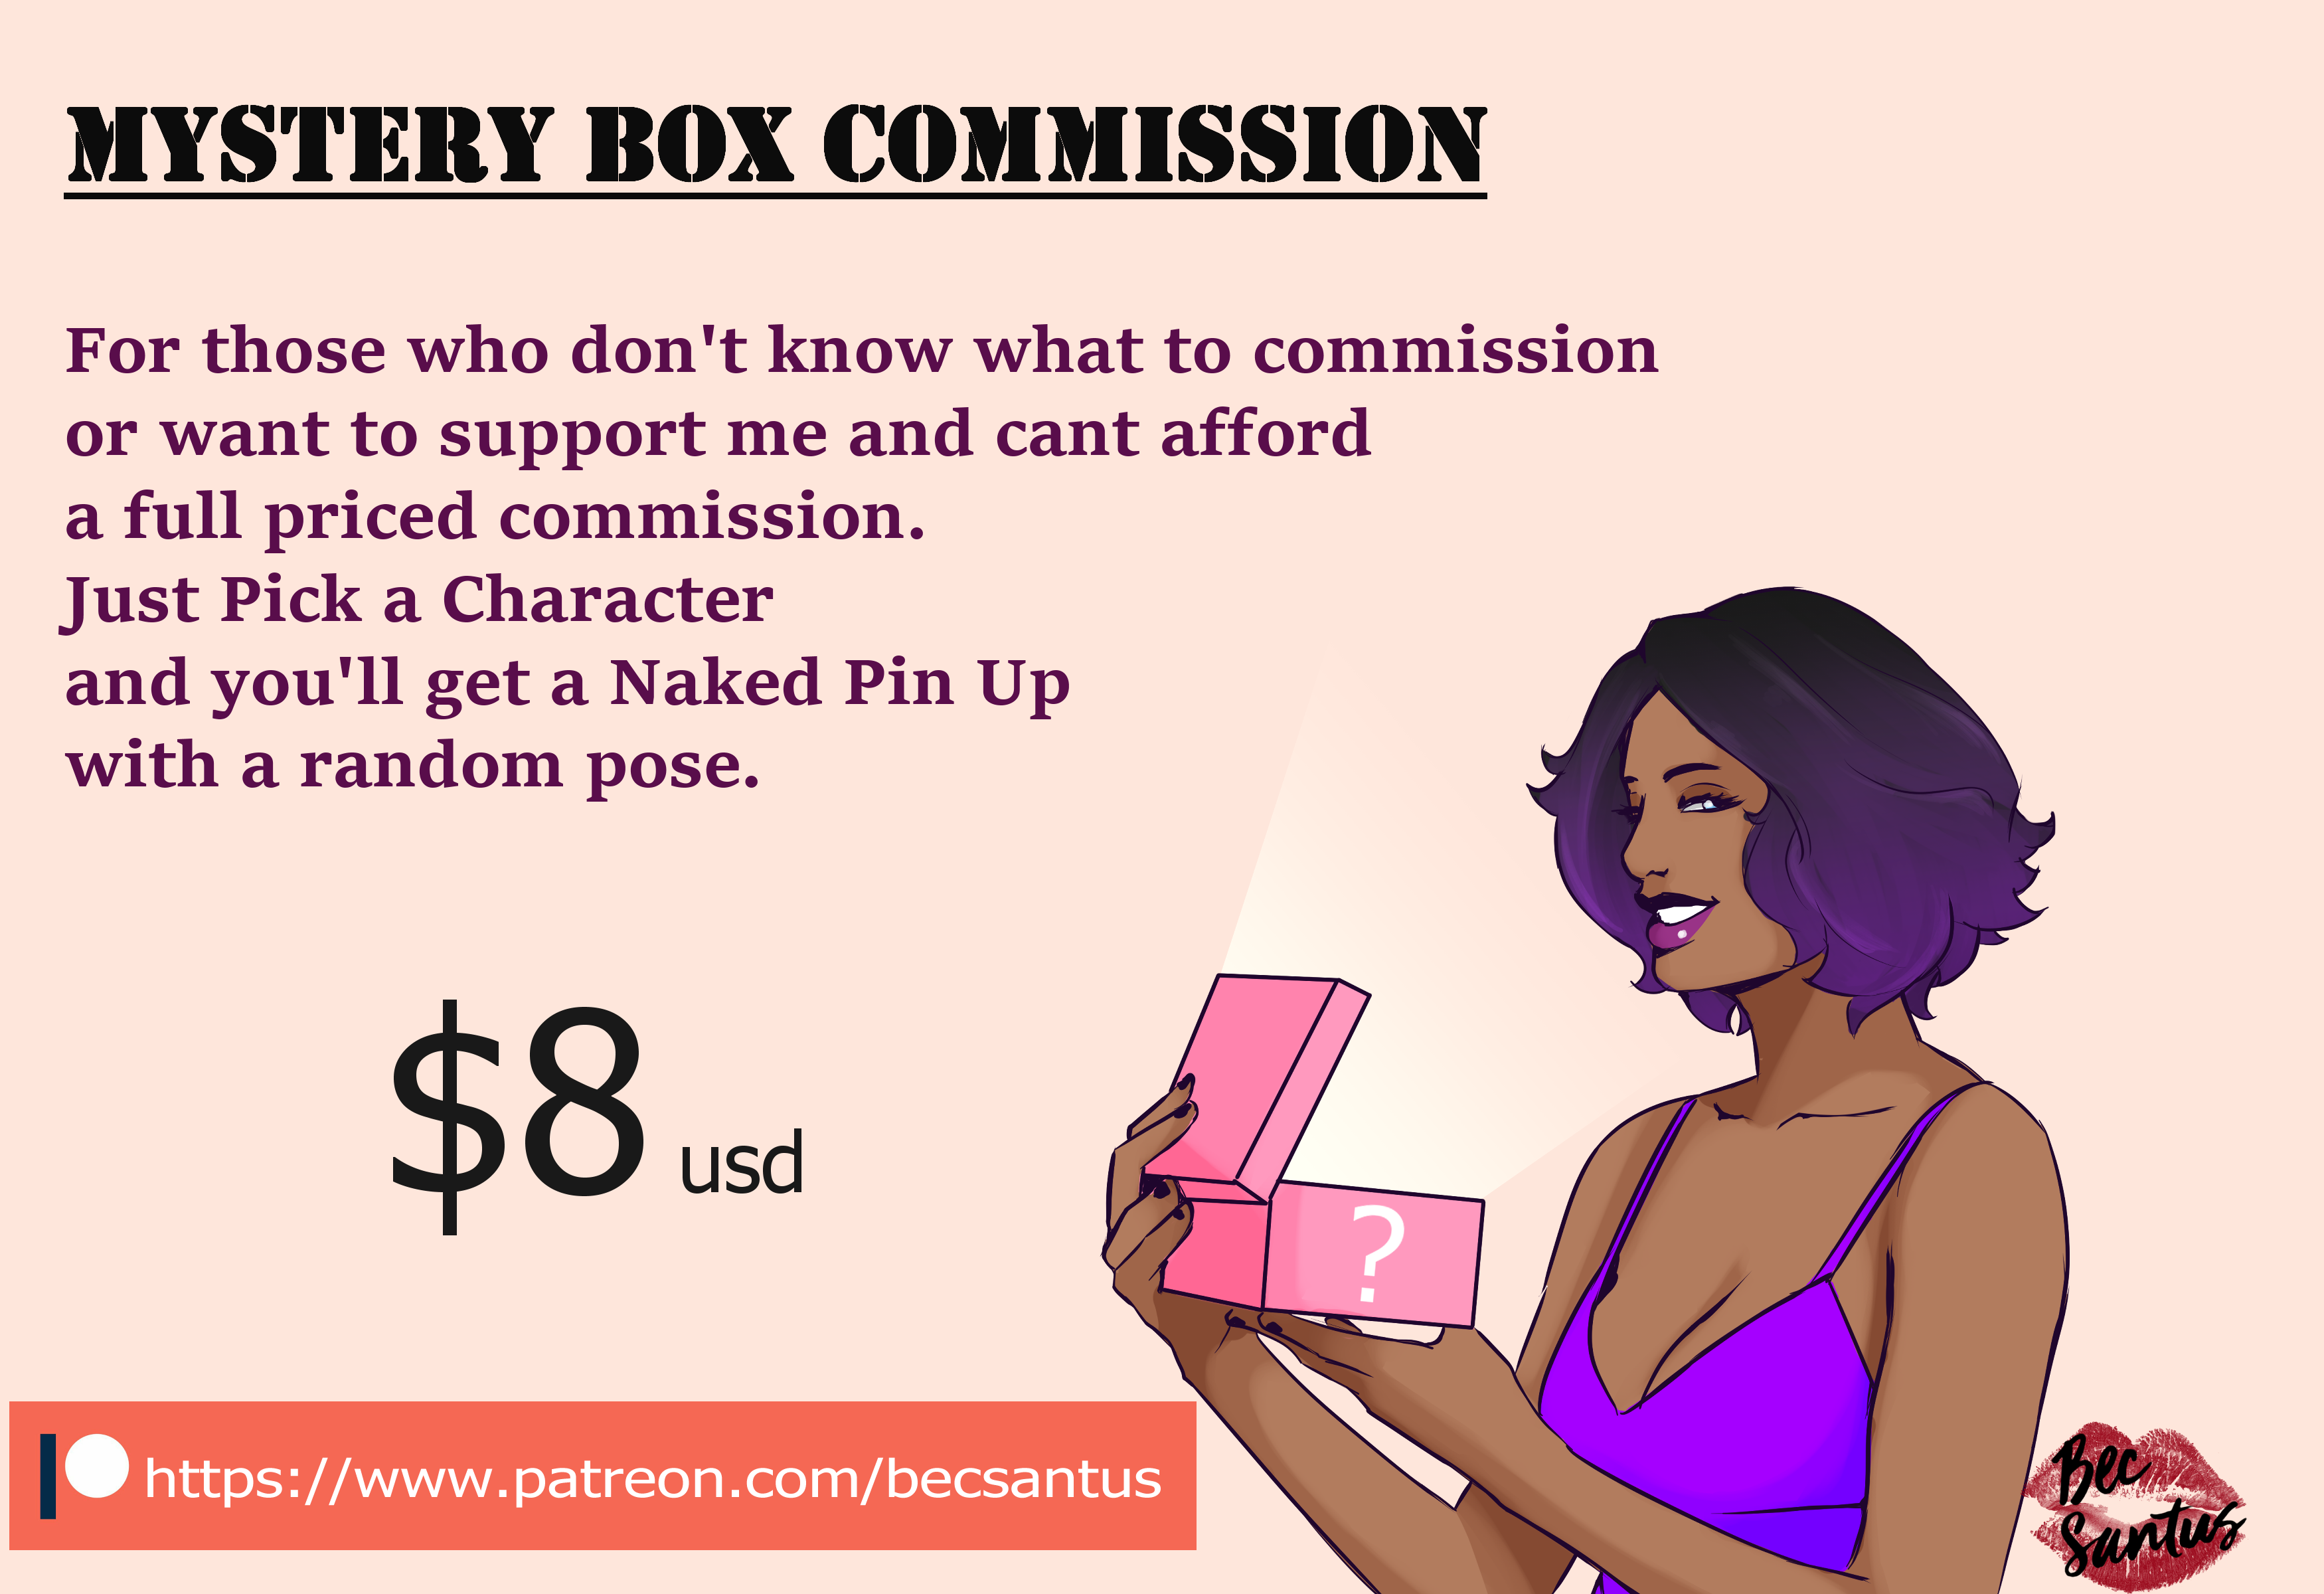 MYSTERY BOX COMMISSION
For those who don't know what to commission
or want to support me and cant afford
a full priced commission.
Just Pick a Character
and you'll get a Naked Pin Up
with a random pose.
$8 usd
?
https://www.patreon.com/becsantus
Bec
Santus